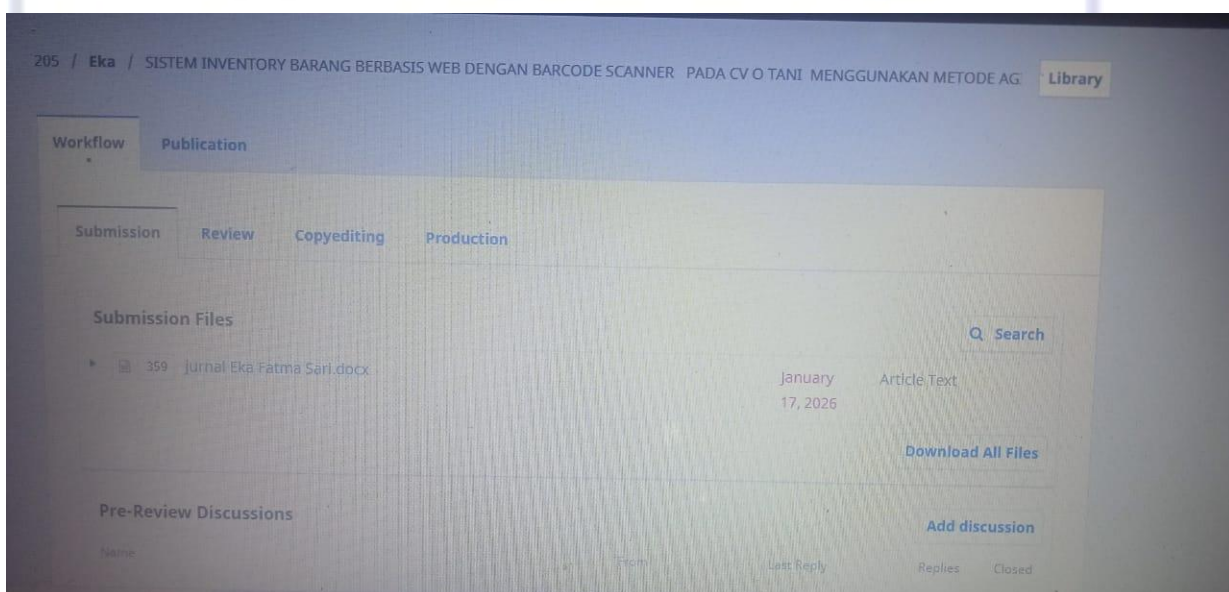 205 / Eka / SISTEM INVENTORY BARANG BERBASIS WEB DENGAN BARCODE SCANNER PADA CV O TANI MENGGUNAKAN METODE AG
Library
Workflow Publication
Submission Review Copyediting Production
Submission Files
Search
359 Jurnal Eka Fatma Sari.docx
January 17, 2026
Article Text
Download All Files
Pre-Review Discussions
Add discussion
Name From Last Reply Replies Closed